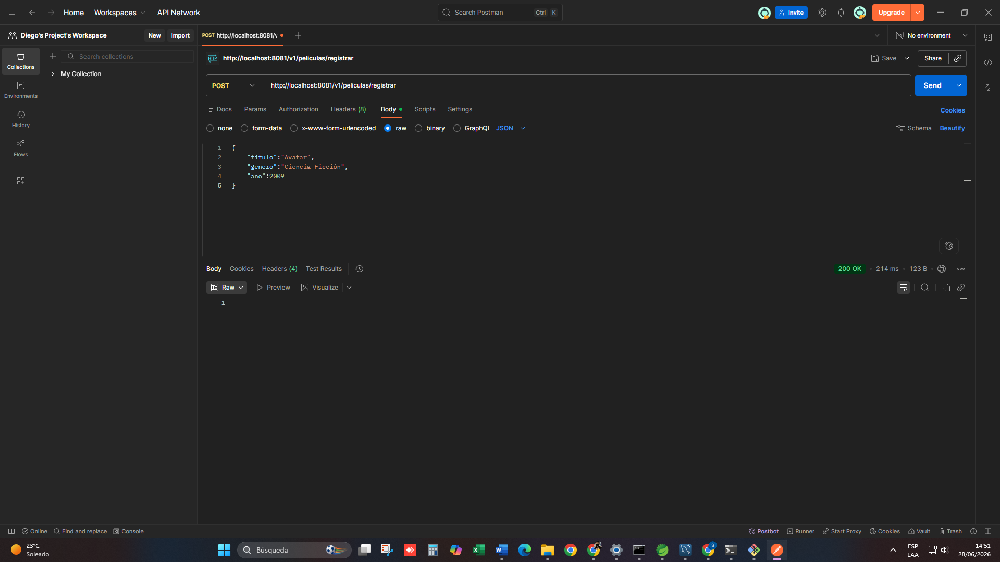 Home
Workspaces
API Network
Search Postman
Ctrl
K
Invite
Upgrade
Diego's Project's Workspace
New
Import
POST http://localhost:8081/v
No environment
Collections
Environments
History
Flows
Search collections
My Collection
HTTP
http://localhost:8081/v1/peliculas/registrar
Save
Share
POST
http://localhost:8081/v1/peliculas/registrar
Send
Docs
Params
Authorization
Headers (8)
Body
Scripts
Settings
Cookies
none
form-data
x-www-form-urlencoded
raw
binary
GraphQL
JSON
Schema
Beautify
1 {
2 "titulo":"Avatar",
3 "genero":"Ciencia Ficción",
4 "ano":2009
5 }
Body
Cookies
Headers (4)
Test Results
200 OK
214 ms
123 B
Raw
Preview
Visualize
1
Online
Find and replace
Console
Postbot
Runner
Start Proxy
Cookies
Vault
Trash
23°C
Soleado
Búsqueda
S
ESP
LAA
14:51
28/06/2026